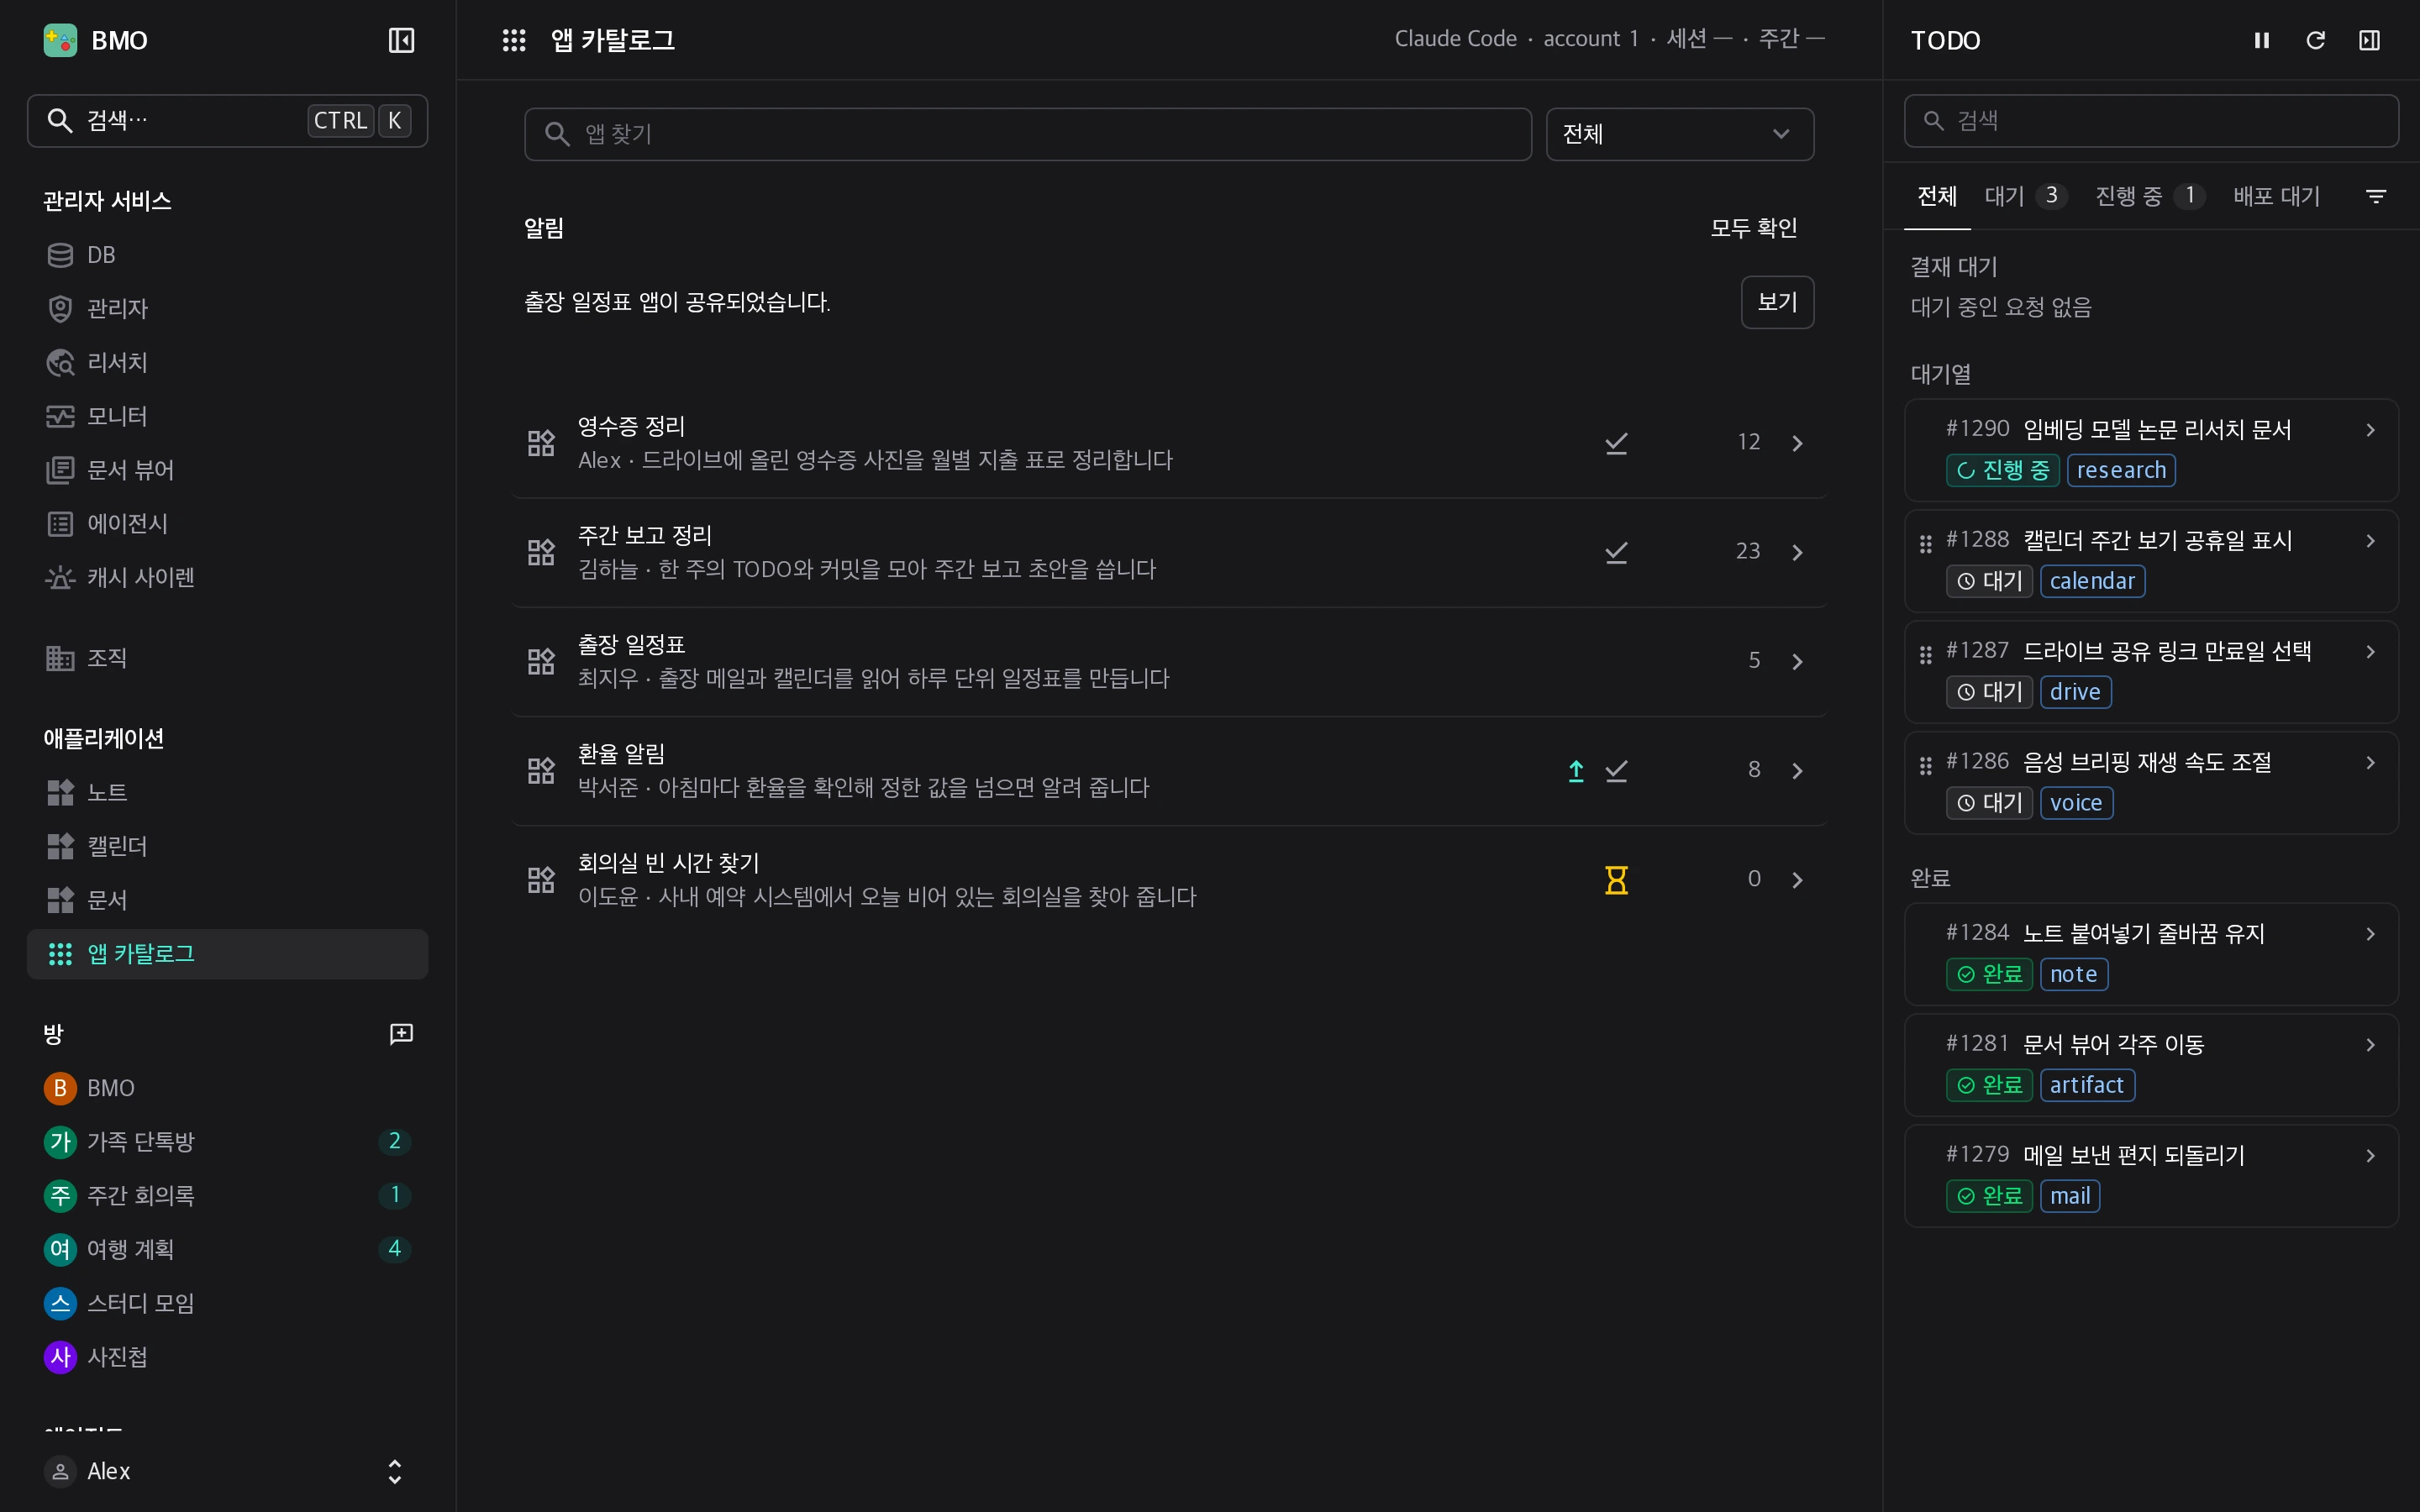 BMO
검색…
CTRL K
관리자 서비스
DB
관리자
리서치
모니터
문서 뷰어
에이전시
캐시 사이렌
조직
애플리케이션
노트
캘린더
문서
앱 카탈로그
방
B BMO
가 가족 단톡방 2
주 주간 회의록 1
여 여행 계획 4
스 스터디 모임
사 사진첩
Alex
앱 카탈로그
Claude Code · account 1 · 세션 — · 주간 —
앱 찾기
전체
알림
모두 확인
출장 일정표 앱이 공유되었습니다.
보기
영수증 정리
Alex · 드라이브에 올린 영수증 사진을 월별 지출 표로 정리합니다
12
주간 보고 정리
김하늘 · 한 주의 TODO와 커밋을 모아 주간 보고 초안을 씁니다
23
출장 일정표
최지우 · 출장 메일과 캘린더를 읽어 하루 단위 일정표를 만듭니다
5
환율 알림
박서준 · 아침마다 환율을 확인해 정한 값을 넘으면 알려 줍니다
8
회의실 빈 시간 찾기
이도윤 · 사내 예약 시스템에서 오늘 비어 있는 회의실을 찾아 줍니다
0
TODO
검색
전체 대기 3 진행 중 1 배포 대기
결재 대기
대기 중인 요청 없음
대기열
#1290 임베딩 모델 논문 리서치 문서
진행 중 research
#1288 캘린더 주간 보기 공휴일 표시
대기 calendar
#1287 드라이브 공유 링크 만료일 선택
대기 drive
#1286 음성 브리핑 재생 속도 조절
대기 voice
완료
#1284 노트 붙여넣기 줄바꿈 유지
완료 note
#1281 문서 뷰어 각주 이동
완료 artifact
#1279 메일 보낸 편지 되돌리기
완료 mail